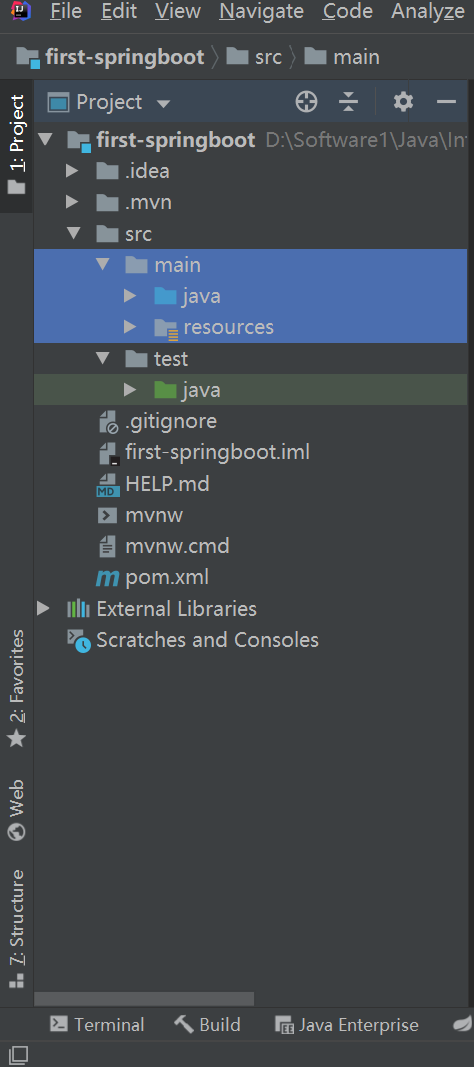 File Edit View Navigate Code Analyze
first-springboot src main
1: Project
Project
first-springboot D:\Software1\Java\In
.idea
.mvn
src
main
java
resources
test
java
.gitignore
first-springboot.iml
HELP.md
mvnw
mvnw.cmd
pom.xml
External Libraries
Scratches and Consoles
2: Favorites
Web
7: Structure
Terminal Build Java Enterprise